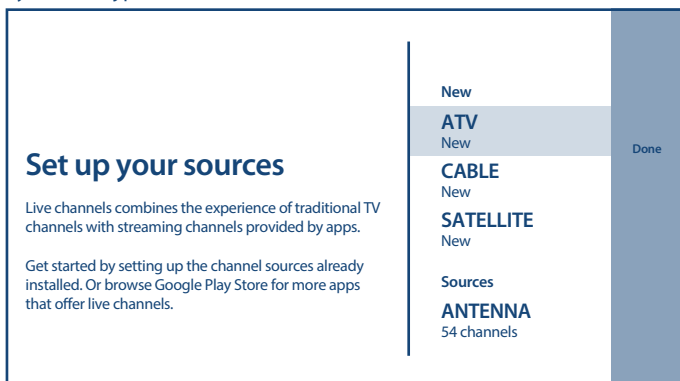 Set up your sources
Live channels combines the experience of traditional TV
channels with streaming channels provided by apps.
Get started by setting up the channel sources already
installed. Or browse Google Play Store for more apps
that offer live channels.
New
ATV
New
CABLE
New
SATELLITE
New
Sources
ANTENNA
54 channels
Done